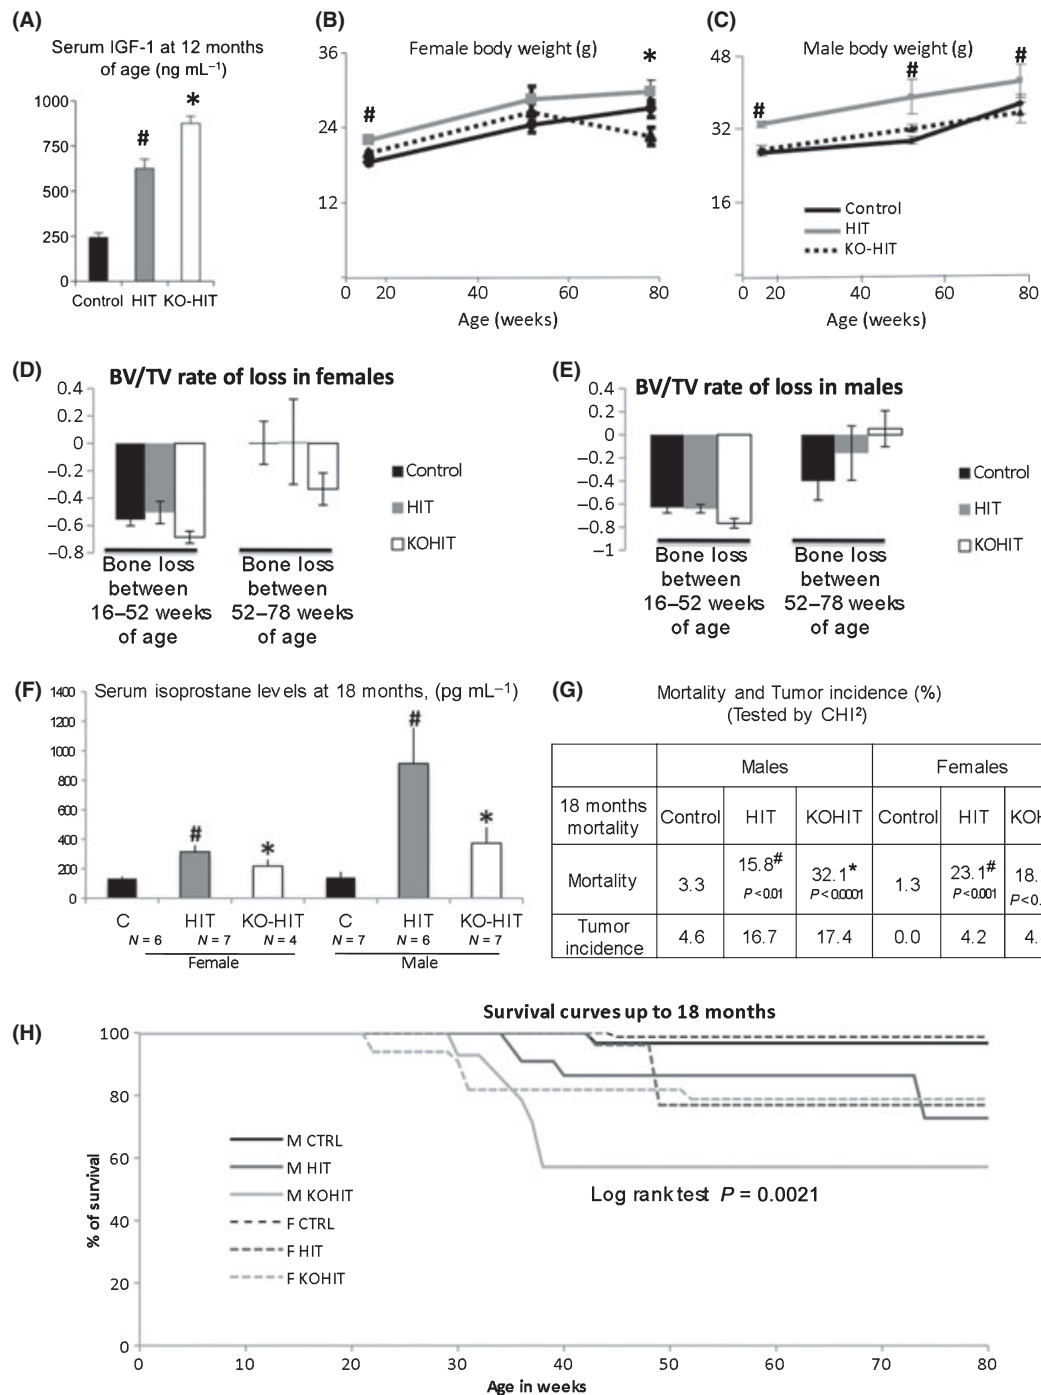 (A)
Serum IGF-1 at 12 months
of age (ng mL⁻¹)
1000
750
500
250
0
#
*
Control HIT KO-HIT
(B)
Female body weight (g)
36
24
12
#
*
0 20 40 60 80
Age (weeks)
(C)
Male body weight (g)
48
32
16
#
#
#
Control
HIT
KO-HIT
0 20 40 60 80
Age (weeks)
(D)
BV/TV rate of loss in females
0.4
0.2
0
−0.2
−0.4
−0.6
−0.8
Control
HIT
KOHIT
Bone loss
between
16–52 weeks
of age
Bone loss
between
52–78 weeks
of age
(E)
BV/TV rate of loss in males
0.4
0.2
0
−0.2
−0.4
−0.6
−0.8
−1
Control
HIT
KOHIT
Bone loss
between
16–52 weeks
of age
Bone loss
between
52–78 weeks
of age
(F)
Serum isoprostane levels at 18 months, (pg mL⁻¹)
1400
1200
1000
800
600
400
200
0
#
*
#
*
C HIT KO-HIT C HIT KO-HIT
N = 6 N = 7 N = 4 N = 7 N = 6 N = 7
Female Male
(G)
Mortality and Tumor incidence (%)
(Tested by CHI²)
Males Females
18 months
mortality
Control HIT KOHIT Control HIT KOH
Mortality
3.3
15.8#
P<0.01
32.1*
P<0.0001
1.3
23.1#
P<0.001
18.
P<0.
Tumor
incidence
4.6 16.7 17.4 0.0 4.2 4.
(H)
Survival curves up to 18 months
% of survival
100
80
60
40
20
0
M CTRL
M HIT
M KOHIT
F CTRL
F HIT
F KOHIT
Log rank test P = 0.0021
0 10 20 30 40 50 60 70 80
Age in weeks